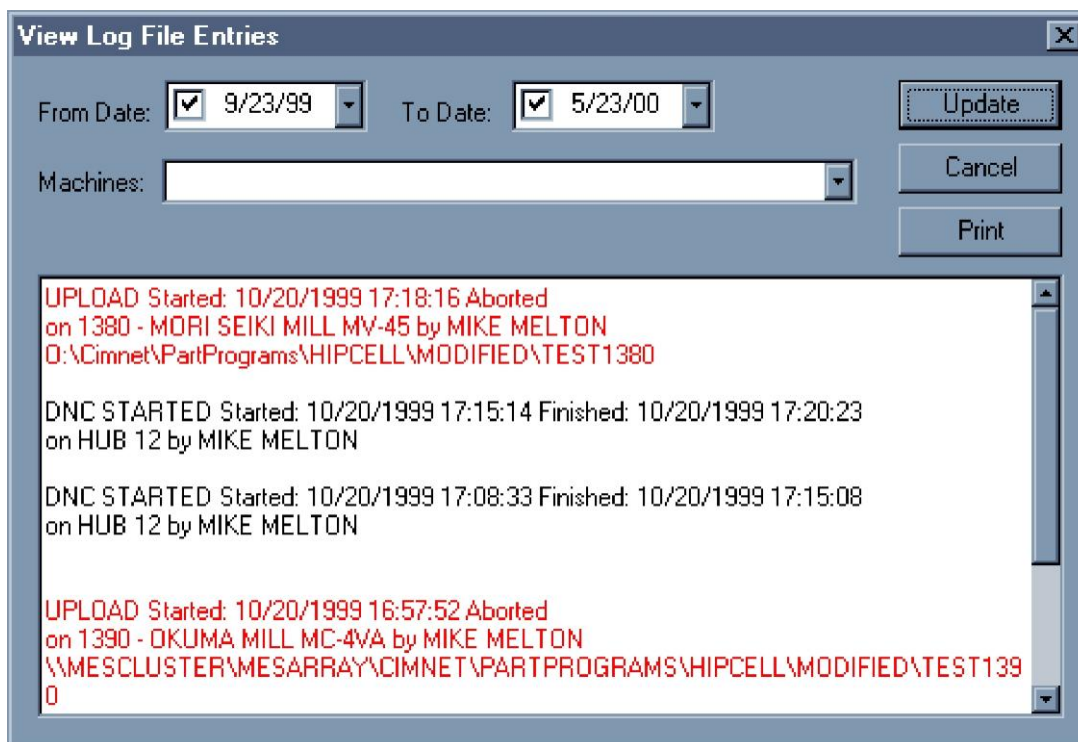 View Log File Entries
From Date: 9/23/99 To Date: 5/23/00 Update
Machines: Cancel
Print
UPLOAD Started: 10/20/1999 17:18:16 Aborted
on 1380 - MORI SEIKI MILL MV-45 by MIKE MELTON
O:\Cimnet\PartPrograms\HIPCELL\MODIFIED\TEST1380
DNC STARTED Started: 10/20/1999 17:15:14 Finished: 10/20/1999 17:20:23
on HUB 12 by MIKE MELTON
DNC STARTED Started: 10/20/1999 17:08:33 Finished: 10/20/1999 17:15:08
on HUB 12 by MIKE MELTON
UPLOAD Started: 10/20/1999 16:57:52 Aborted
on 1390 - OKUMA MILL MC-4VA by MIKE MELTON
\\MESCLUSTER\MESARRAY\CIMNET\PARTPROGRAMS\HIPCELL\MODIFIED\TEST139
0